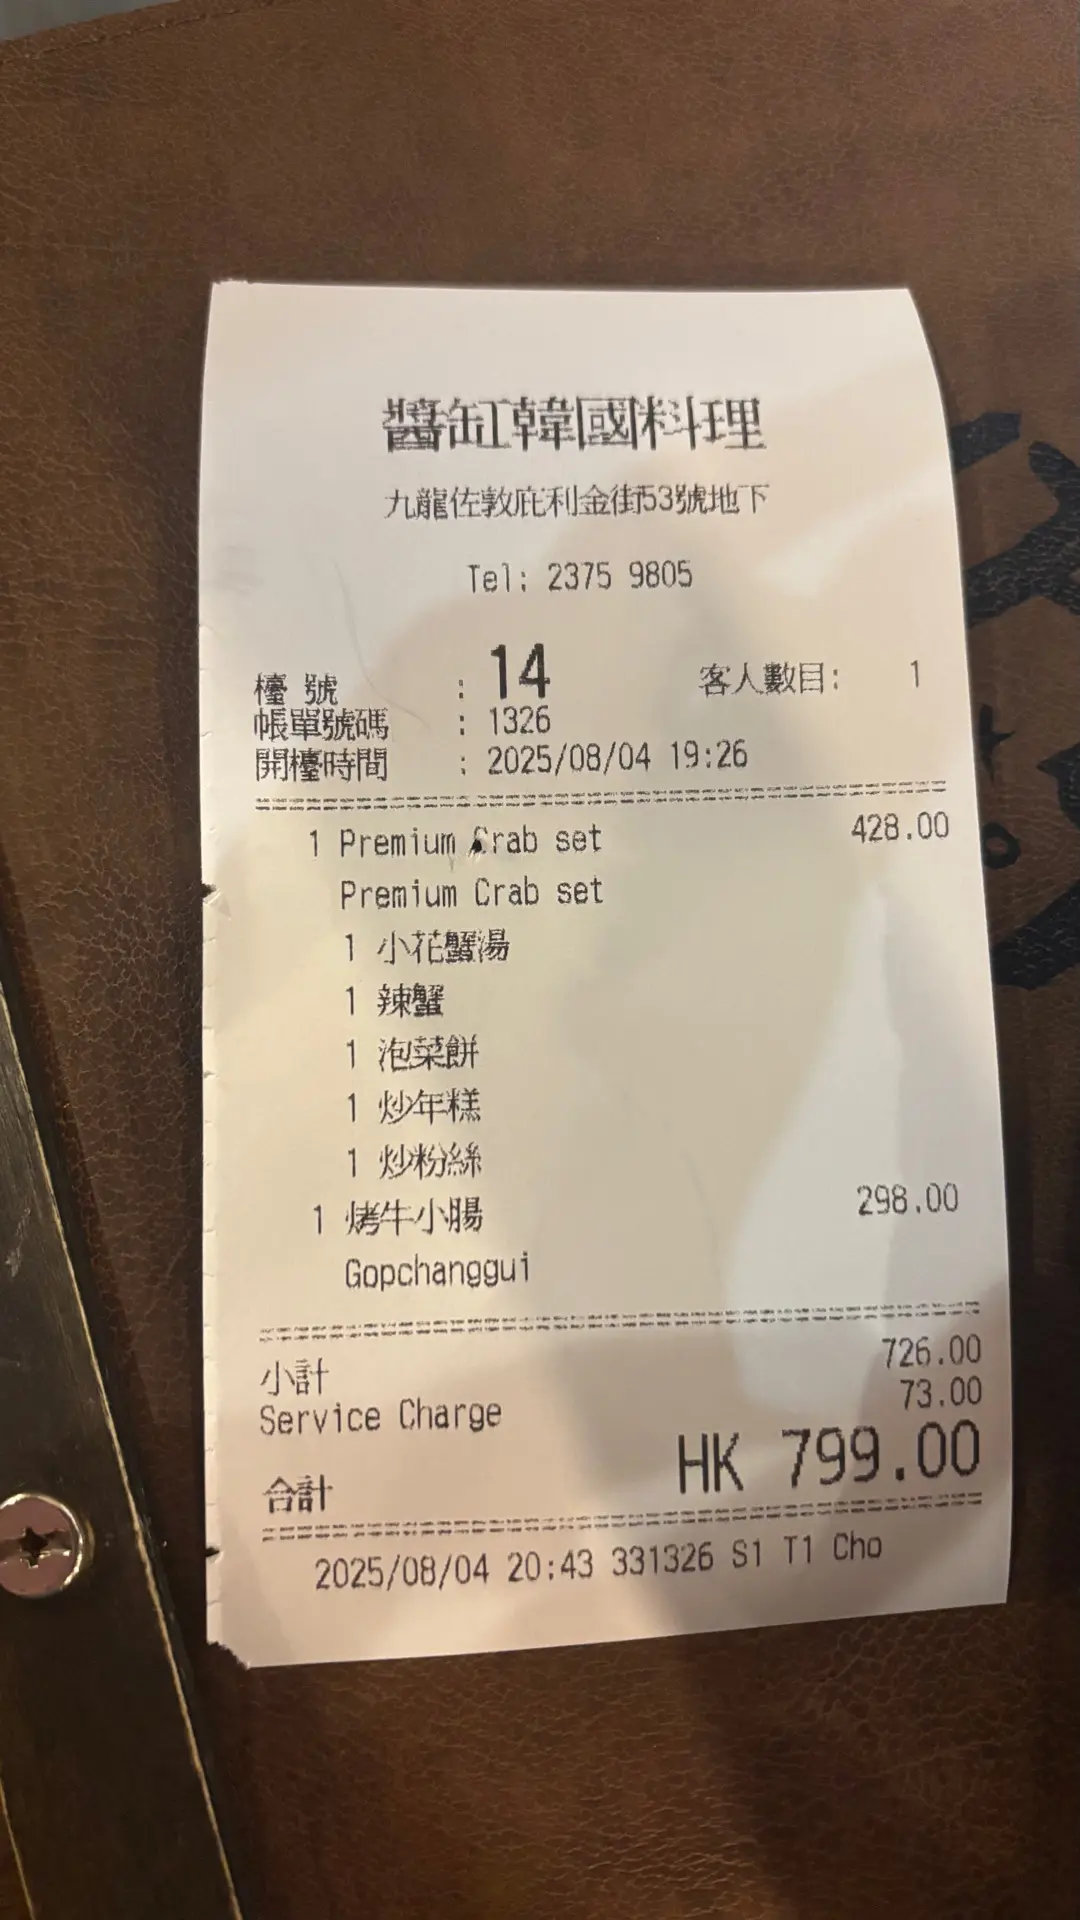 醬缸韓國料理
九龍佐敦庇利金街53號地下
Tel: 2375 9805
檯 號 : 14 客人數目: 1
帳單號碼 : 1326
開檯時間 : 2025/08/04 19:26
1 Premium Crab set 428.00
Premium Crab set
1 小花蟹湯
1 辣蟹
1 泡菜餅
1 炒年糕
1 炒粉絲
1 烤牛小腸 298.00
Gopchanggui
小計 726.00
Service Charge 73.00
合計 HK 799.00
2025/08/04 20:43 331326 S1 T1 Cho